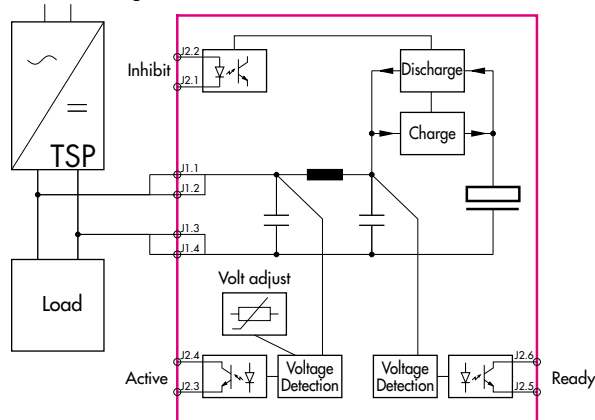 J2.2
Inhibit
J2.1
Discharge
Charge
TSP
J1.1
J1.2
J1.3
J1.4
Load
Volt adjust
J2.4
Active
J2.3
Voltage
Detection
Voltage
Detection
J2.6
Ready
J2.5